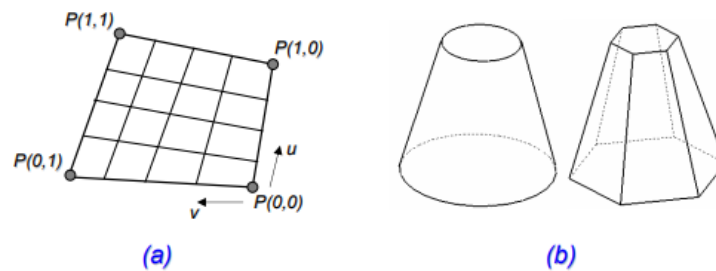 P(1,1)
P(1,0)
P(0,1)
u
v
P(0,0)
(a)
(b)